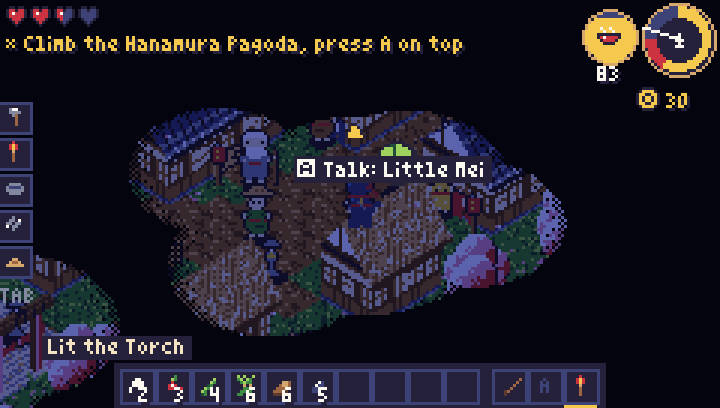 × Climb the Hanamura Pagoda, press A on top
83
30
A Talk: Little Mei
TAB
Lit the Torch
2 3 4 6 6 5 A